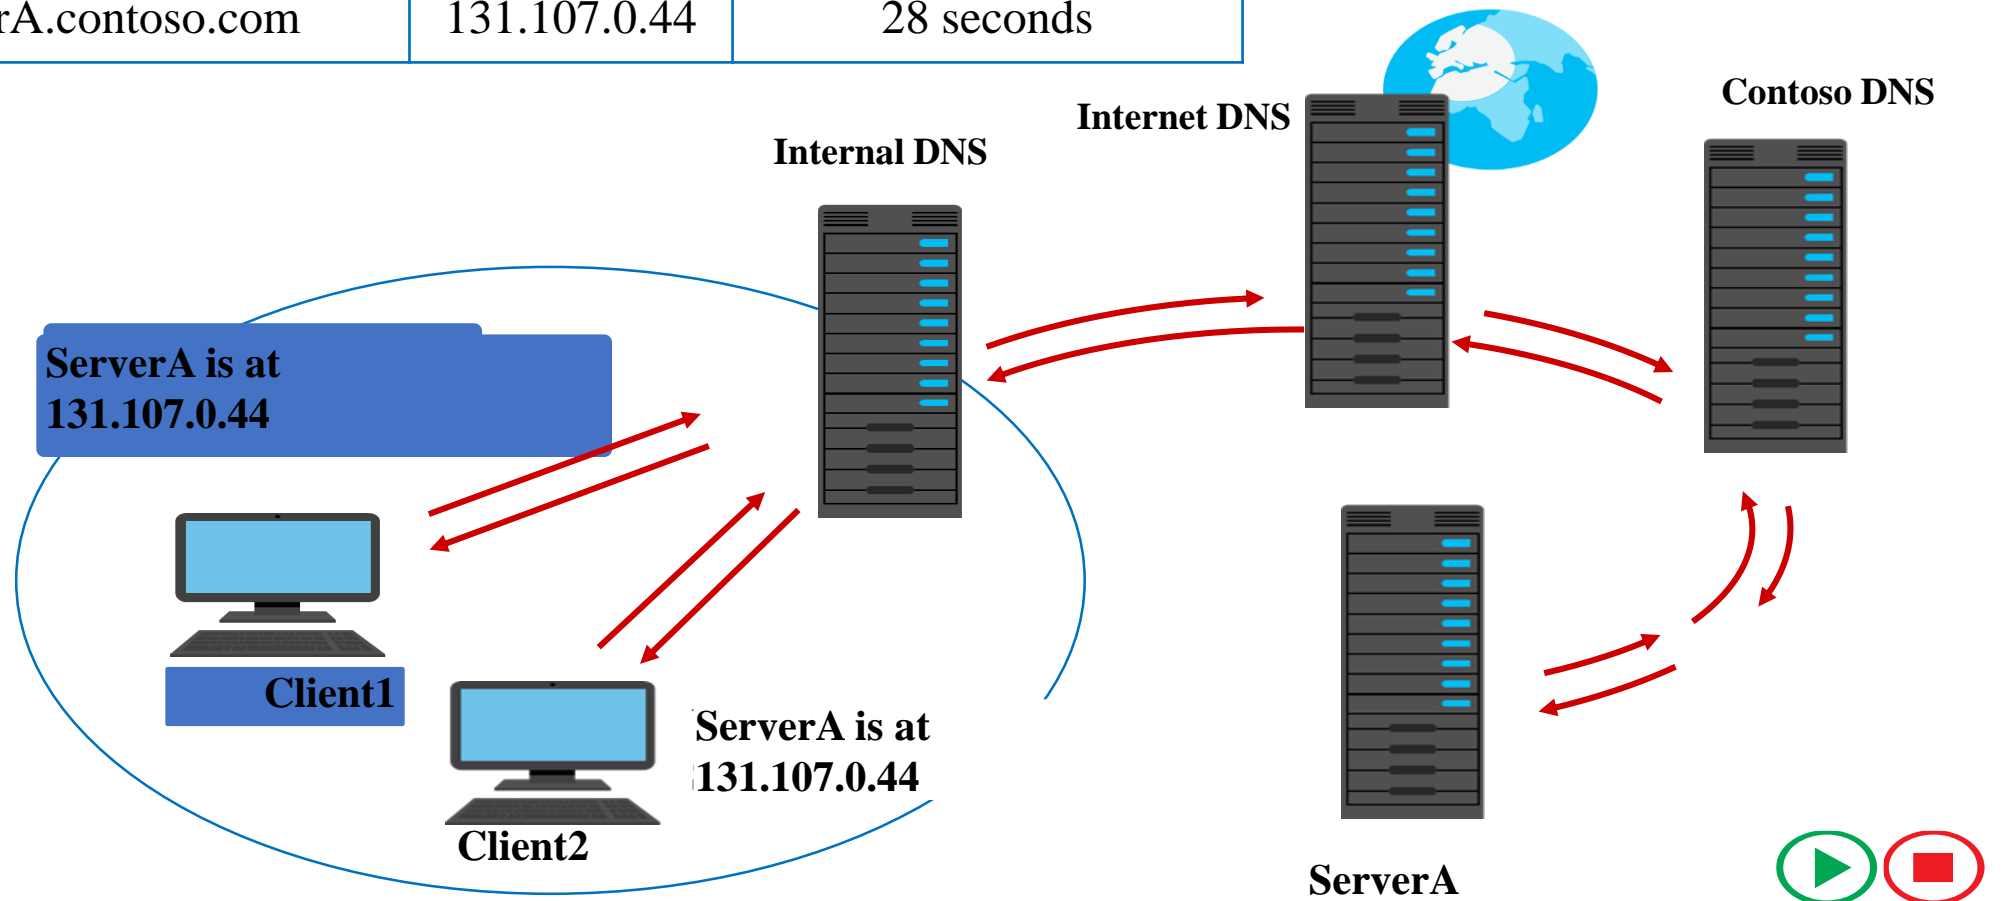 rA.contoso.com 131.107.0.44 28 seconds
Contoso DNS
Internet DNS
Internal DNS
ServerA is at
131.107.0.44
Client1
ServerA is at
131.107.0.44
Client2
ServerA